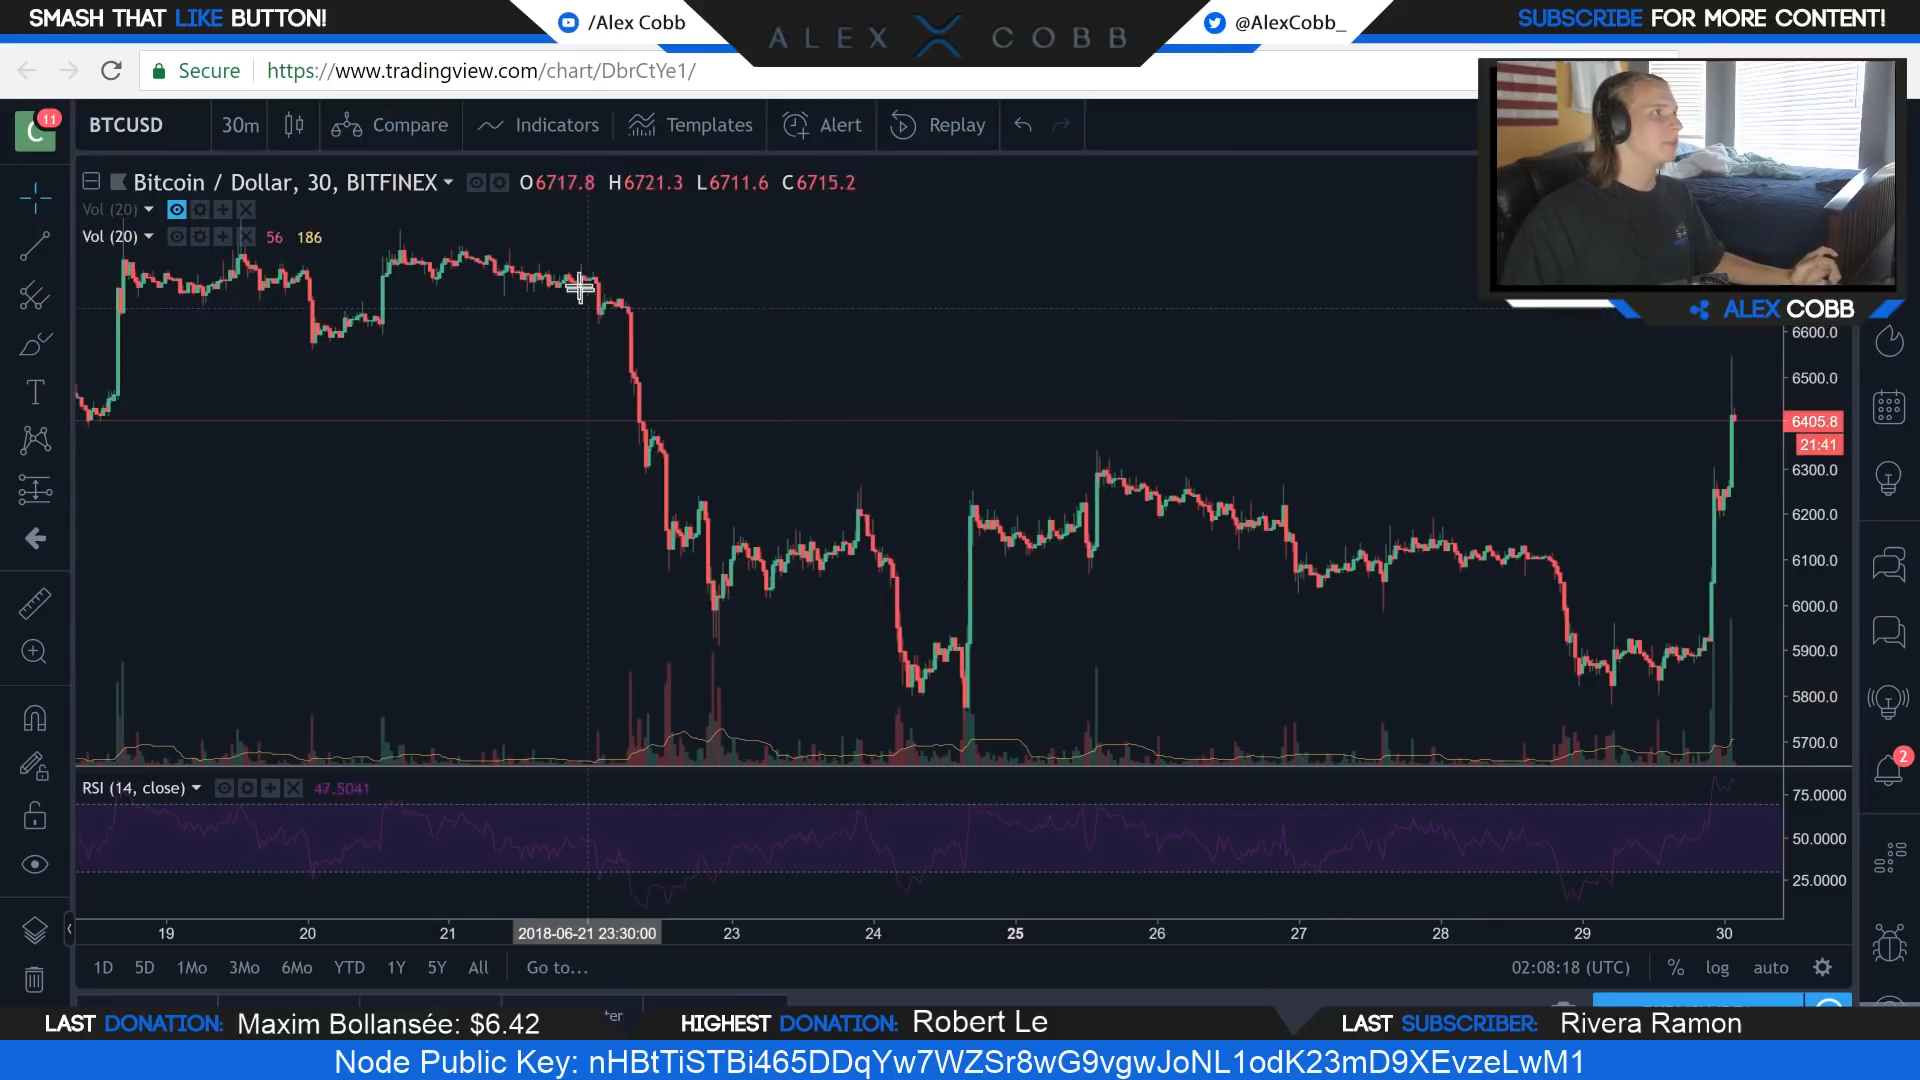 SMASH THAT LIKE BUTTON!
/Alex Cobb
ALEX COBB
@AlexCobb_
SUBSCRIBE FOR MORE CONTENT!
Secure
https://www.tradingview.com/chart/DbrCtYe1/
C
11
BTCUSD
30m
Compare
Indicators
Templates
Alert
Replay
Bitcoin / Dollar, 30, BITFINEX
O6717.8 H6721.3 L6711.6 C6715.2
Vol (20)
Vol (20)
56 186
ALEX COBB
6600.0
6500.0
6405.8
21:41
6300.0
6200.0
6100.0
6000.0
5900.0
5800.0
5700.0
2
RSI (14, close)
47.5041
75.0000
50.0000
25.0000
19 20 21 2018-06-21 23:30:00 23 24 25 26 27 28 29 30
1D 5D 1Mo 3Mo 6Mo YTD 1Y 5Y All Go to...
02:08:18 (UTC) % log auto
LAST DONATION: Maxim Bollansée: $6.42
HIGHEST DONATION: Robert Le
LAST SUBSCRIBER: Rivera Ramon
Node Public Key: nHBtTiSTBi465DDqYw7WZSr8wG9vgwJoNL1odK23mD9XEvzeLwM1